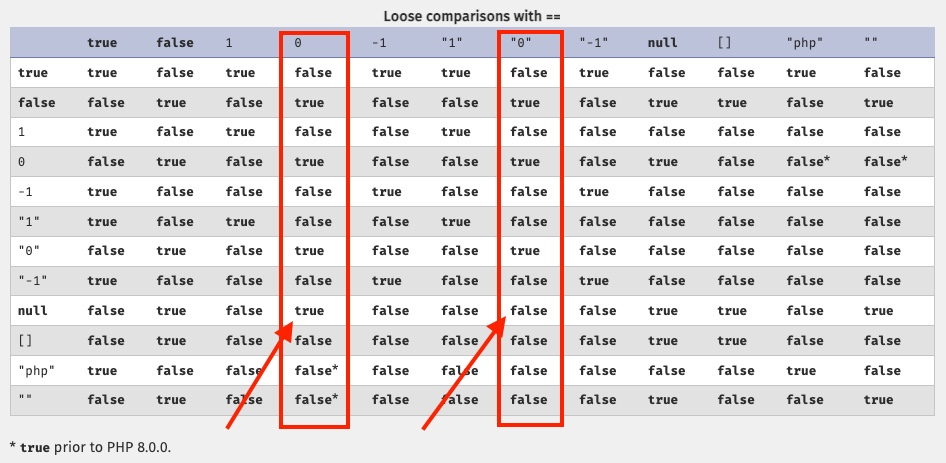 Loose comparisons with ==
true false 1 0 -1 "1" "0" "-1" null [] "php" ""
true true false true false true true false true false false true false
false false true false true false false true false true true false true
1 true false true false false true false false false false false false
0 false true false true false false true false true false false* false*
-1 true false false false true false false true false false false false
"1" true false true false false true false false false false false false
"0" false true false true false false true false false false false false
"-1" true false false false true false false true false false false false
null false true false true false false false false true true false true
[] false true false false false false false false true true false false
"php" true false false false* false false false false false false true false
"" false true false false* false false false false true false false true
* true prior to PHP 8.0.0.